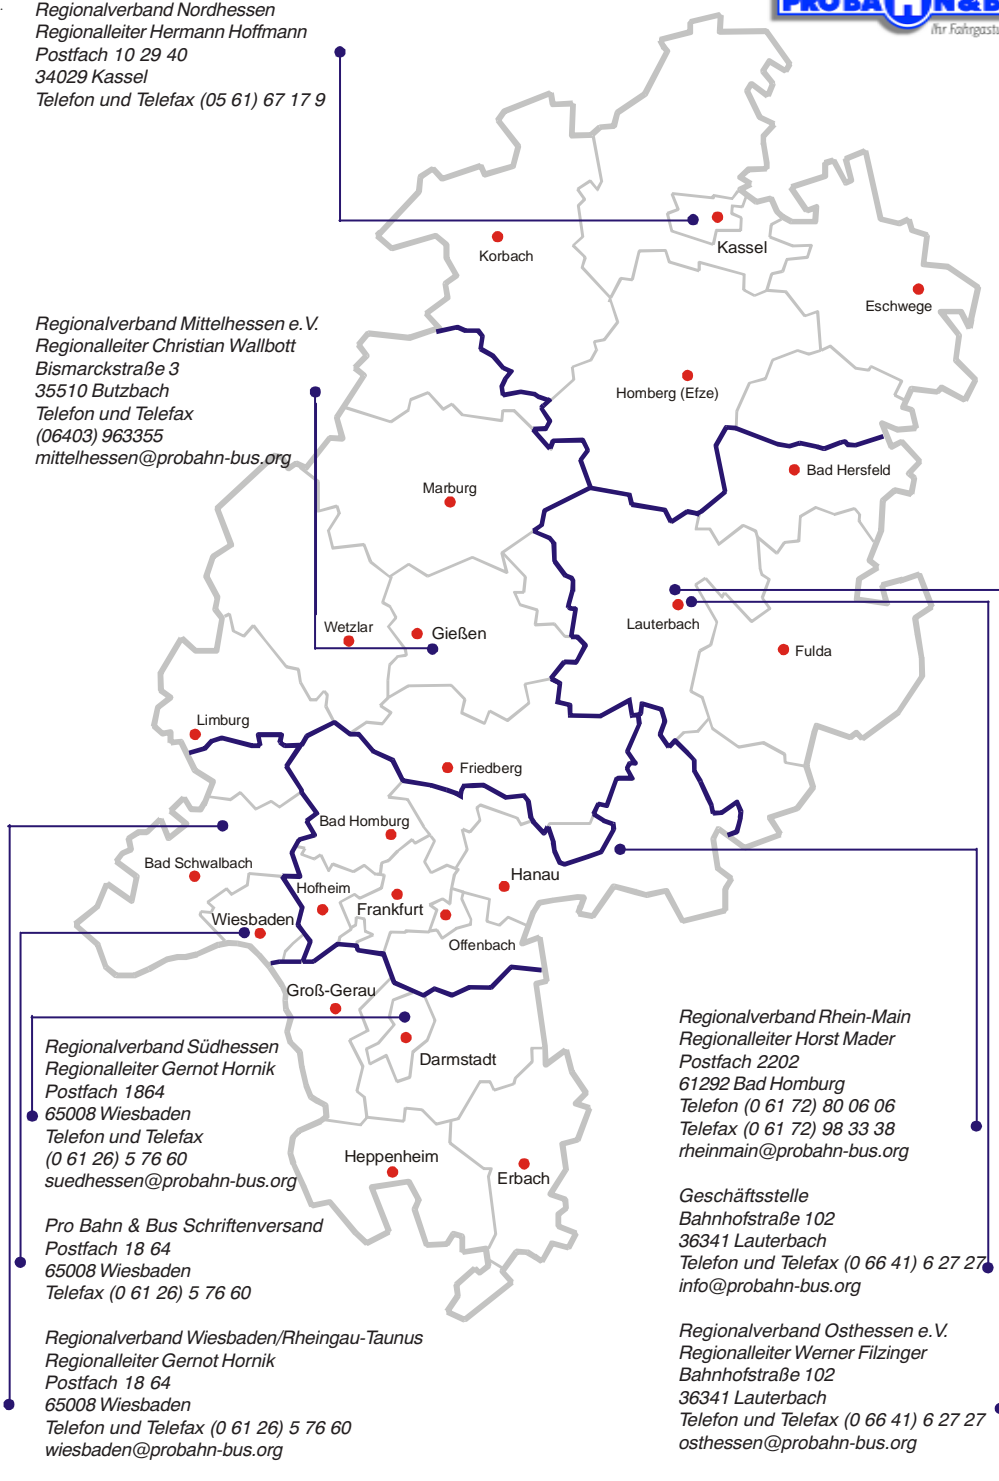 Regionalverband Nordhessen
Regionalleiter Hermann Hoffmann
Postfach 10 29 40
34029 Kassel
Telefon und Telefax (05 61) 67 17 9
PRO BAHN & B
Ihr Fahrgast
Kassel
Korbach
Eschwege
Regionalverband Mittelhessen e.V.
Regionalleiter Christian Wallbott
Bismarckstraße 3
35510 Butzbach
Telefon und Telefax
(06403) 963355
mittelhessen@probahn-bus.org
Homberg (Efze)
Bad Hersfeld
Marburg
Lauterbach
Wetzlar
Gießen
Fulda
Limburg
Friedberg
Bad Homburg
Bad Schwalbach
Hanau
Hofheim
Frankfurt
Wiesbaden
Offenbach
Groß-Gerau
Darmstadt
Heppenheim
Erbach
Regionalverband Südhessen
Regionalleiter Gernot Hornik
Postfach 1864
65008 Wiesbaden
Telefon und Telefax
(0 61 26) 5 76 60
suedhessen@probahn-bus.org
Pro Bahn & Bus Schriftenversand
Postfach 18 64
65008 Wiesbaden
Telefax (0 61 26) 5 76 60
Regionalverband Wiesbaden/Rheingau-Taunus
Regionalleiter Gernot Hornik
Postfach 18 64
65008 Wiesbaden
Telefon und Telefax (0 61 26) 5 76 60
wiesbaden@probahn-bus.org
Regionalverband Rhein-Main
Regionalleiter Horst Mader
Postfach 2202
61292 Bad Homburg
Telefon (0 61 72) 80 06 06
Telefax (0 61 72) 98 33 38
rheinmain@probahn-bus.org
Geschäftsstelle
Bahnhofstraße 102
36341 Lauterbach
Telefon und Telefax (0 66 41) 6 27 27
info@probahn-bus.org
Regionalverband Osthessen e.V.
Regionalleiter Werner Filzinger
Bahnhofstraße 102
36341 Lauterbach
Telefon und Telefax (0 66 41) 6 27 27
osthessen@probahn-bus.org